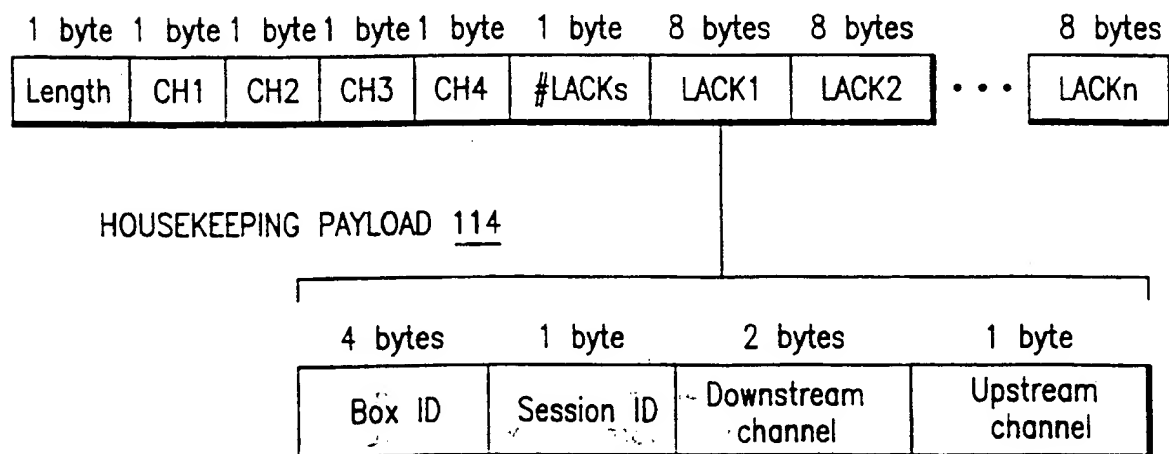 1 byte 1 byte 1 byte 1 byte 1 byte 1 byte 8 bytes 8 bytes 8 bytes
Length CH1 CH2 CH3 CH4 #LACKs LACK1 LACK2 • • • LACKn
HOUSEKEEPING PAYLOAD 114
4 bytes 1 byte 2 bytes 1 byte
Box ID Session ID Downstream channel Upstream channel